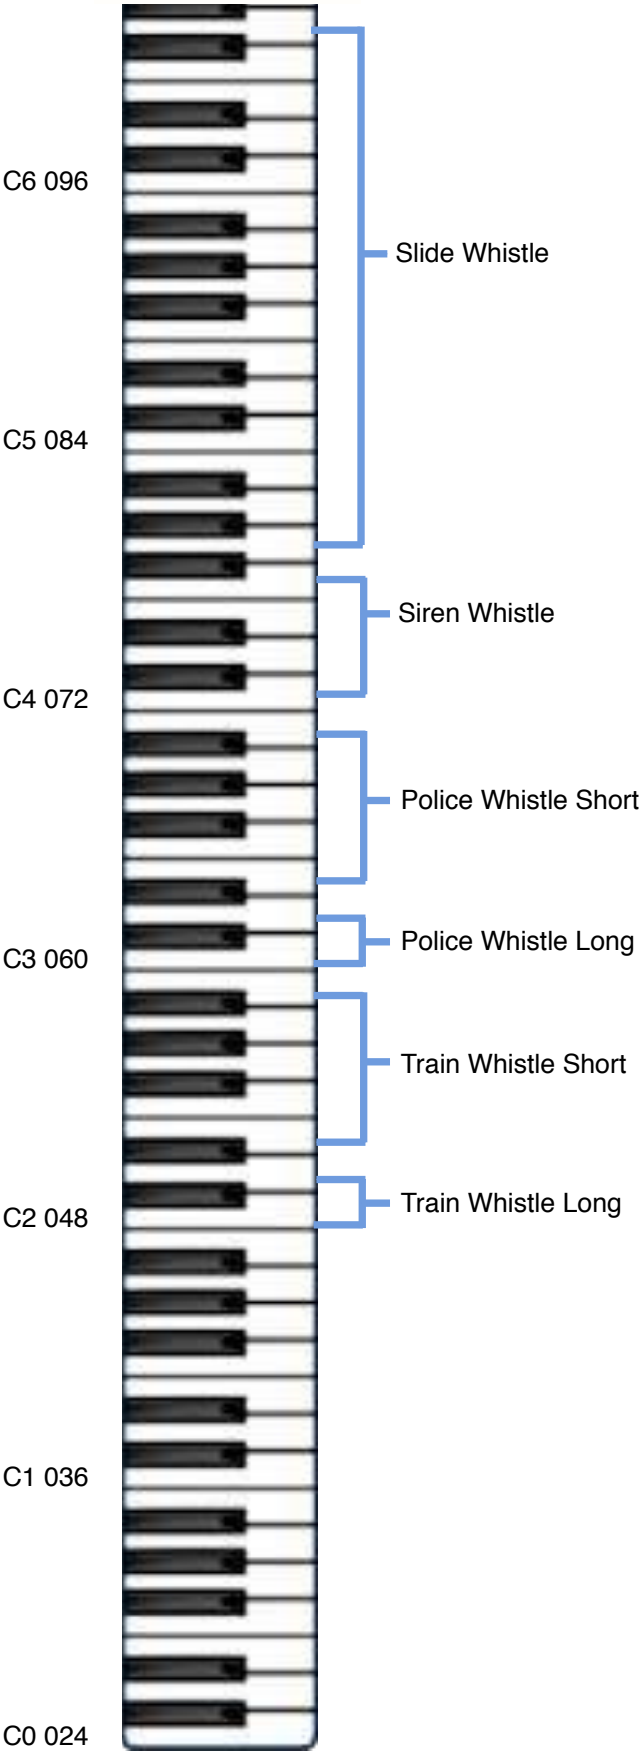 C6 096
Slide Whistle
C5 084
Siren Whistle
C4 072
Police Whistle Short
Police Whistle Long
C3 060
Train Whistle Short
Train Whistle Long
C2 048
C1 036
C0 024